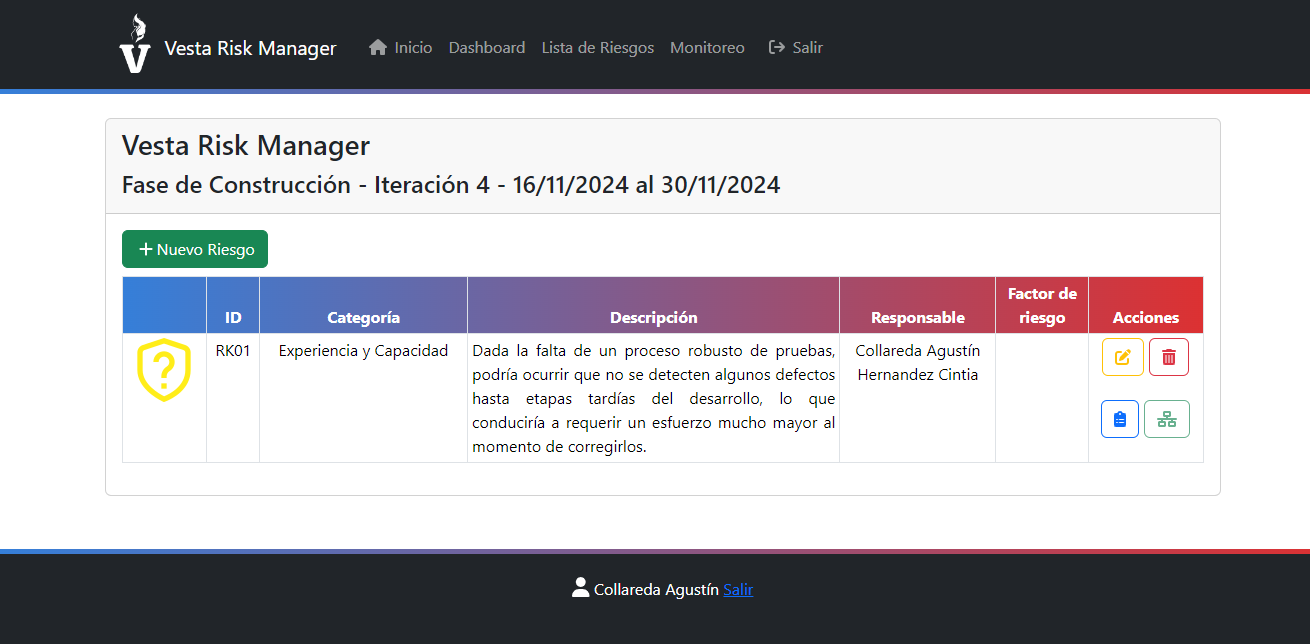 V
Vesta Risk Manager Inicio Dashboard Lista de Riesgos Monitoreo Salir
Vesta Risk Manager
Fase de Construcción - Iteración 4 - 16/11/2024 al 30/11/2024
+ Nuevo Riesgo
ID Categoría Descripción Responsable Factor de riesgo Acciones
?
RK01
Experiencia y Capacidad
Dada la falta de un proceso robusto de pruebas,
podría ocurrir que no se detecten algunos defectos
hasta etapas tardías del desarrollo, lo que
conduciría a requerir un esfuerzo mucho mayor al
momento de corregirlos.
Collareda Agustín
Hernandez Cintia
Collareda Agustín Salir